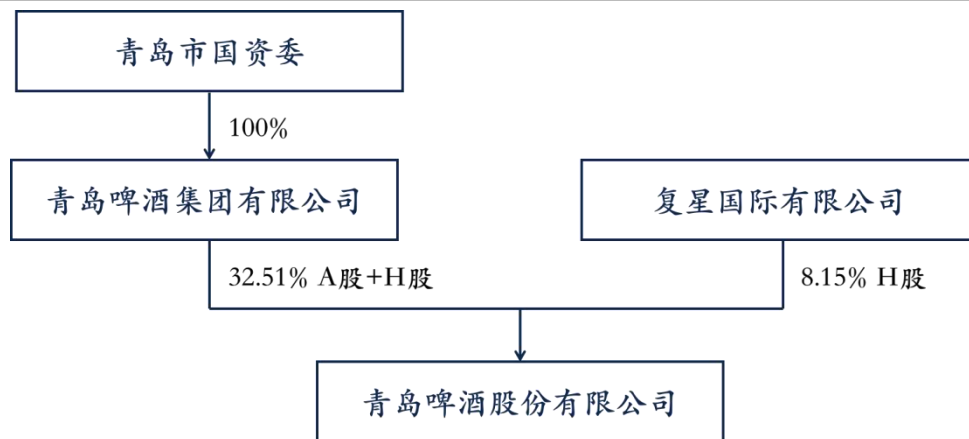 青岛市国资委
100%
青岛啤酒集团有限公司
复星国际有限公司
32.51% A股+H股
8.15% H股
青岛啤酒股份有限公司